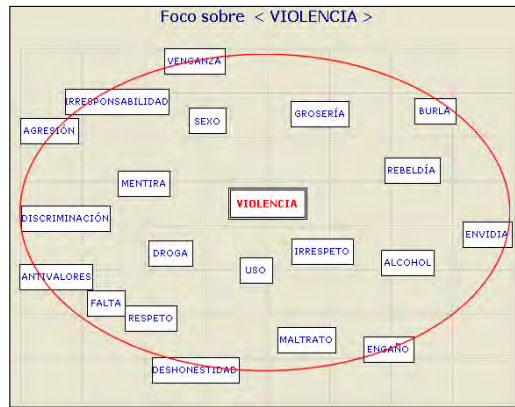 Foco sobre < VIOLENCIA >
VENGANZA
IRRESPONSABILIDAD
GROSERÍA
BURLA
SEXO
AGRESIÓN
REBELDÍA
MENTIRA
VIOLENCIA
DISCRIMINACIÓN
ENVIDIA
DROGA
IRRESPETO
ALCOHOL
USO
ANTIVALORES
FALTA
RESPETO
MALTRATO
ENGAÑO
DESHONESTIDAD